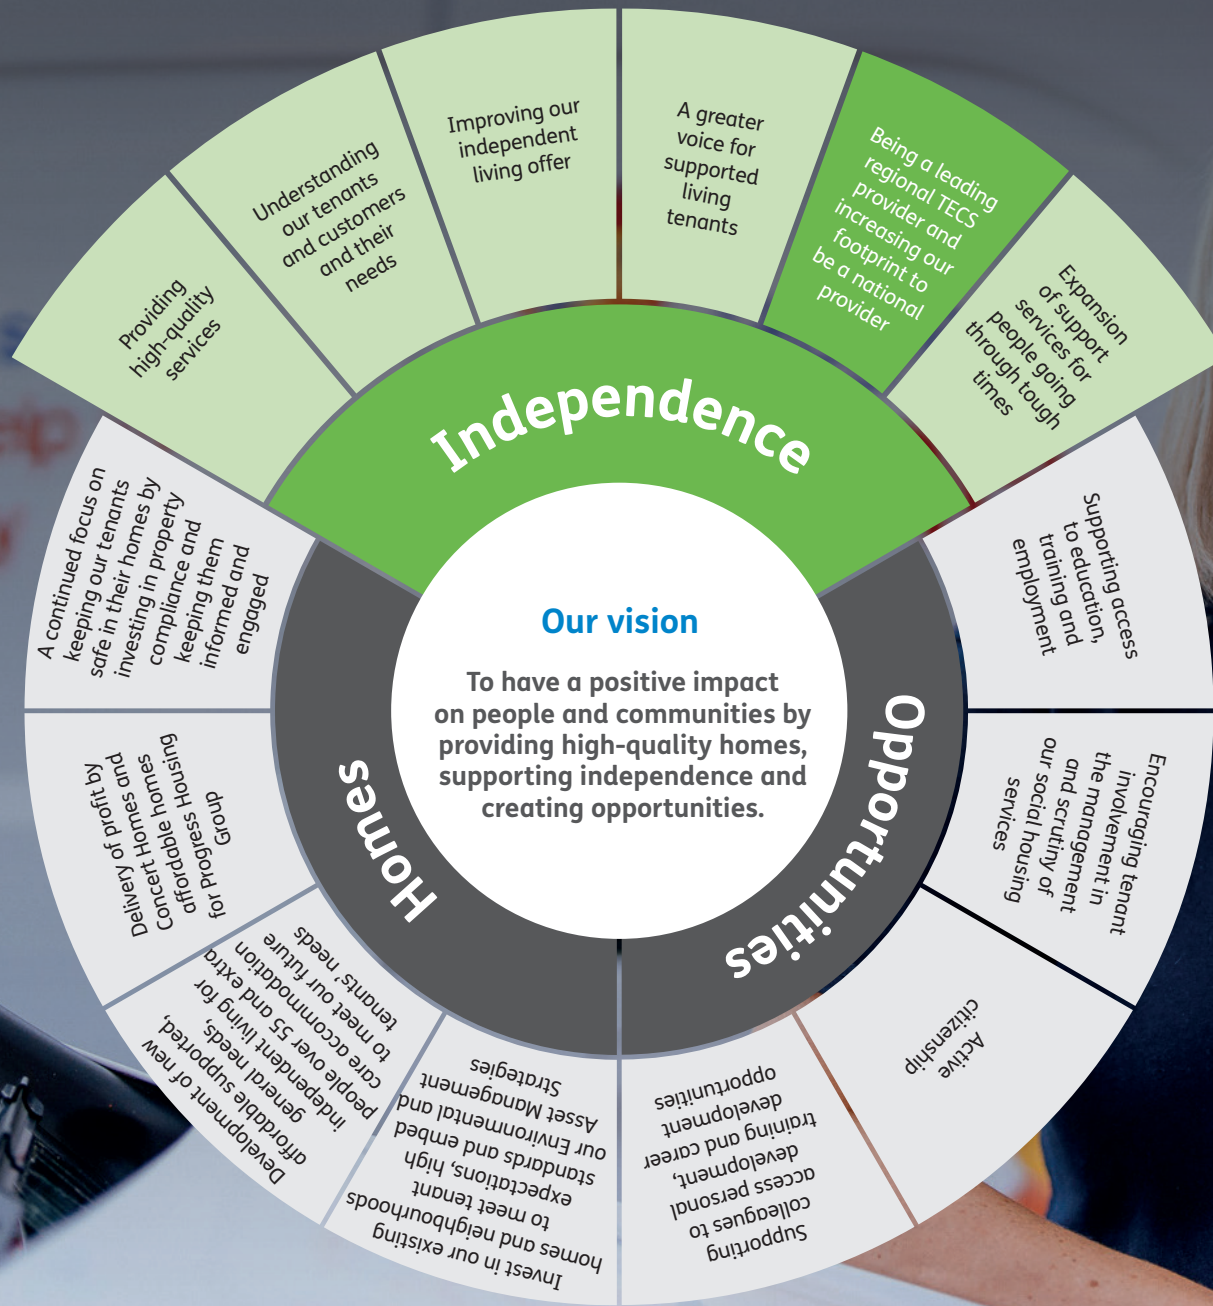 Our vision
To have a positive impact
on people and communities by
providing high-quality homes,
supporting independence and
creating opportunities.
Independence
Providing
high-quality
services
Understanding
our tenants
and customers
and their
needs
Improving our
independent
living offer
A greater
voice for
supported
living
tenants
Being a leading
regional TECS
provider and
increasing our
footprint to
be a national
provider
Expansion
of support
services for
people going
through tough
times
Opportunities
Supporting access
to education,
training and
employment
Encouraging tenant
involvement in
the management
and scrutiny of
our social housing
services
Active
citizenship
Supporting
colleagues to
access personal
development,
training and career
development
opportunities
Homes
Invest in our existing
homes and neighbourhoods
to meet tenant
expectations, high
standards and embed
our Environmental and
Asset Management
Strategies
Development of new
affordable supported,
general needs,
independent living for
people over 55 and extra
care accommodation
to meet our future
tenants' needs
Delivery of profit by
Concert Homes and
affordable homes
for Progress Housing
Group
A continued focus on
keeping our tenants
safe in their homes by
investing in property
compliance and
keeping them
informed and
engaged